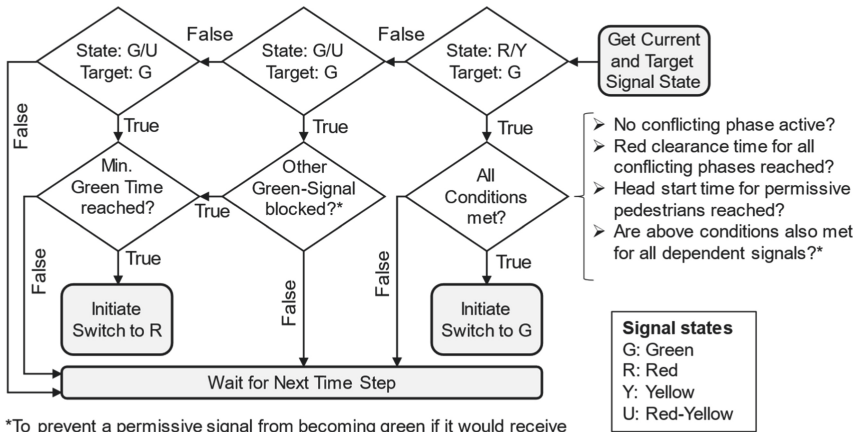 State: G/U
Target: G
False
State: G/U
Target: G
False
State: R/Y
Target: G
Get Current
and Target
Signal State
False
True
True
True
Min.
Green Time
reached?
True
Other
Green-Signal
blocked?*
All
Conditions
met?
➢ No conflicting phase active?
➢ Red clearance time for all
conflicting phases reached?
➢ Head start time for permissive
pedestrians reached?
➢ Are above conditions also met
for all dependent signals?*
False
True
False
False
True
Initiate
Switch to R
Initiate
Switch to G
Wait for Next Time Step
Signal states
G: Green
R: Red
Y: Yellow
U: Red-Yellow
*To prevent a permissive signal from becoming green if it would receive